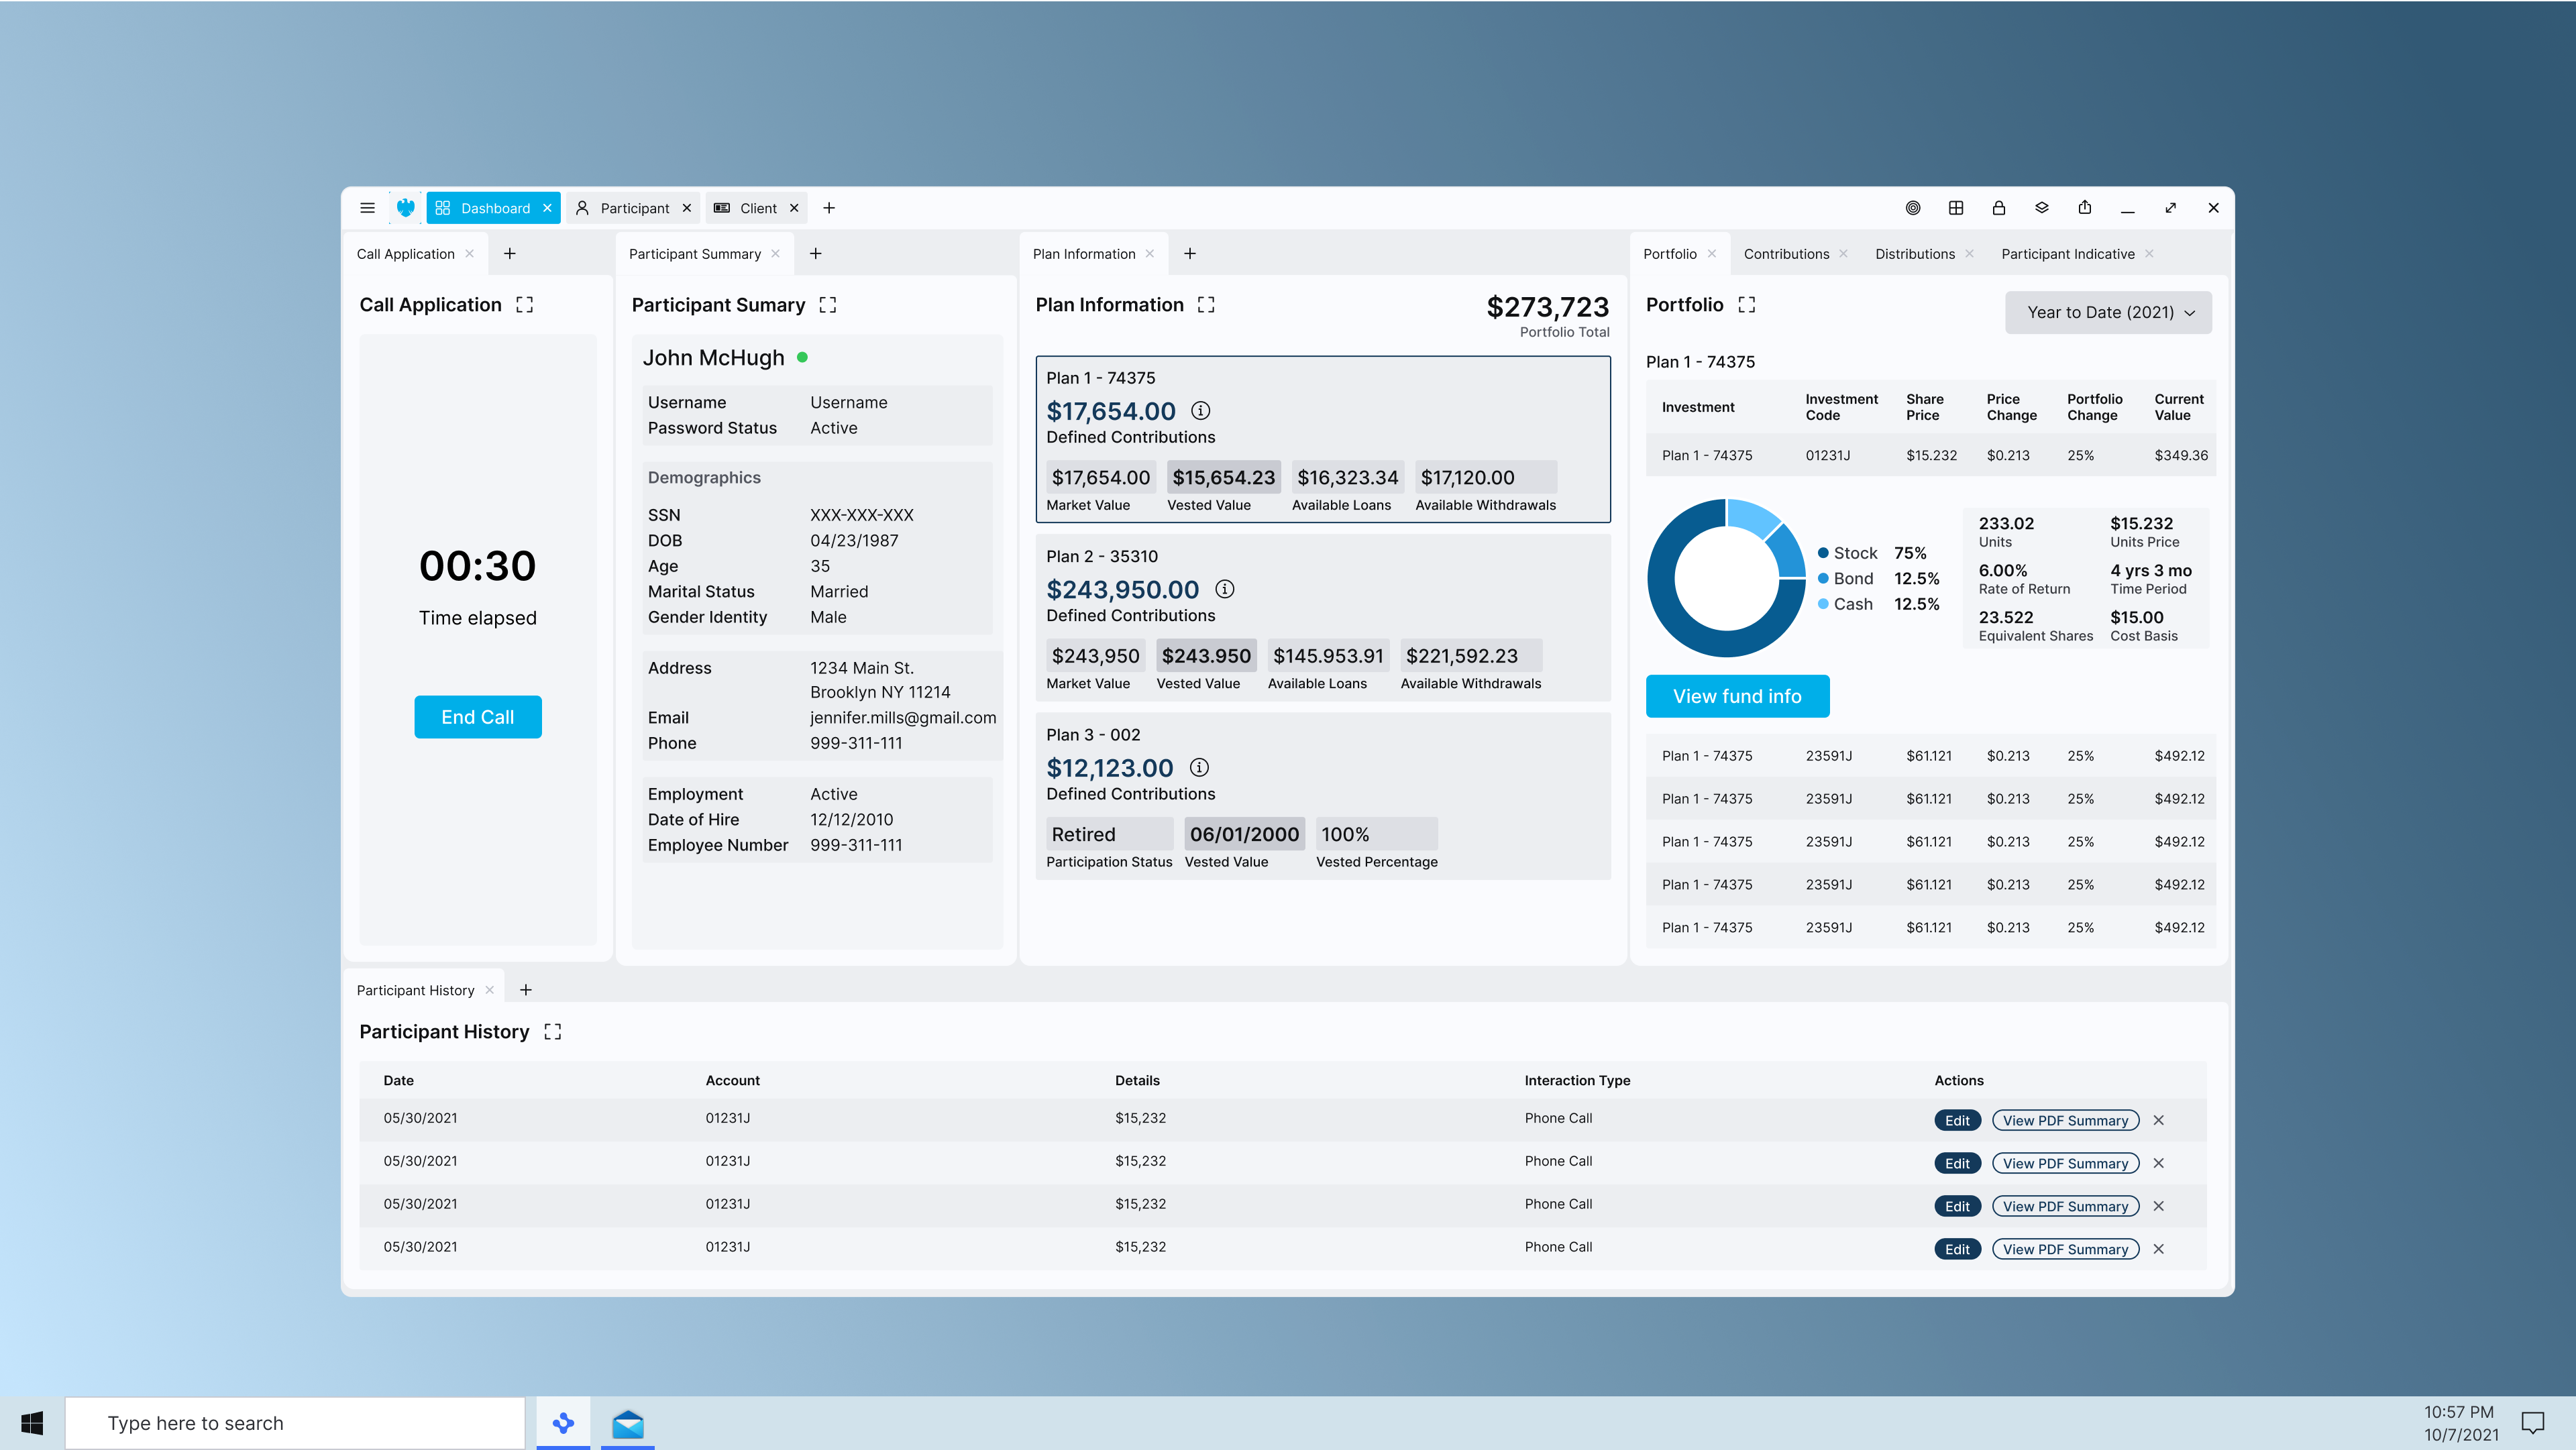 Dashboard
Participant
Client
Call Application
Participant Summary
Plan Information
Portfolio
Contributions
Distributions
Participant Indicative
Call Application
00:30
Time elapsed
End Call
Participant Sumary
John McHugh
Username Username
Password Status Active
Demographics
SSN XXX-XXX-XXX
DOB 04/23/1987
Age 35
Marital Status Married
Gender Identity Male
Address 1234 Main St.
Brooklyn NY 11214
Email jennifer.mills@gmail.com
Phone 999-311-111
Employment Active
Date of Hire 12/12/2010
Employee Number 999-311-111
Plan Information
$273,723
Portfolio Total
Plan 1 - 74375
$17,654.00
Defined Contributions
$17,654.00 $15,654.23 $16,323.34 $17,120.00
Market Value Vested Value Available Loans Available Withdrawals
Plan 2 - 35310
$243,950.00
Defined Contributions
$243,950 $243.950 $145.953.91 $221,592.23
Market Value Vested Value Available Loans Available Withdrawals
Plan 3 - 002
$12,123.00
Defined Contributions
Retired 06/01/2000 100%
Participation Status Vested Value Vested Percentage
Portfolio
Year to Date (2021)
Plan 1 - 74375
Investment Investment Code Share Price Price Change Portfolio Change Current Value
Plan 1 - 74375 01231J $15.232 $0.213 25% $349.36
Stock 75%
Bond 12.5%
Cash 12.5%
233.02 $15.232
Units Units Price
6.00% 4 yrs 3 mo
Rate of Return Time Period
23.522 $15.00
Equivalent Shares Cost Basis
View fund info
Plan 1 - 74375 23591J $61.121 $0.213 25% $492.12
Plan 1 - 74375 23591J $61.121 $0.213 25% $492.12
Plan 1 - 74375 23591J $61.121 $0.213 25% $492.12
Plan 1 - 74375 23591J $61.121 $0.213 25% $492.12
Plan 1 - 74375 23591J $61.121 $0.213 25% $492.12
Participant History
Participant History
Date Account Details Interaction Type Actions
05/30/2021 01231J $15,232 Phone Call Edit View PDF Summary
05/30/2021 01231J $15,232 Phone Call Edit View PDF Summary
05/30/2021 01231J $15,232 Phone Call Edit View PDF Summary
05/30/2021 01231J $15,232 Phone Call Edit View PDF Summary
Type here to search
10:57 PM
10/7/2021